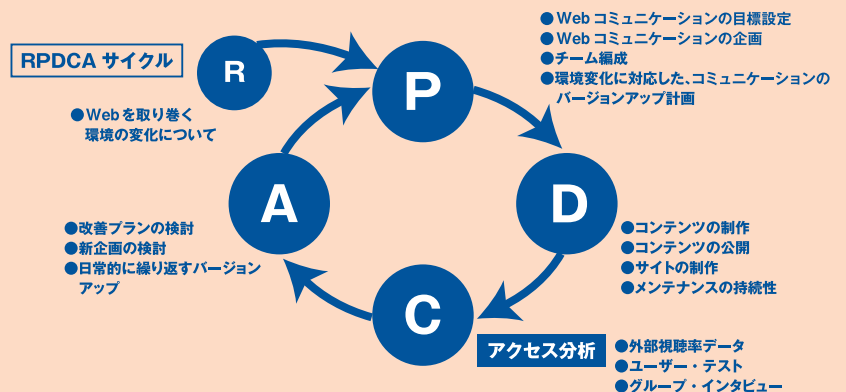 RPDCA サイクル
R
●Webを取り巻く
環境の変化について
P
●Web コミュニケーションの目標設定
●Web コミュニケーションの企画
●チーム編成
●環境変化に対応した、コミュニケーションの
バージョンアップ計画
D
●コンテンツの制作
●コンテンツの公開
●サイトの制作
●メンテナンスの持続性
C
アクセス分析
●外部視聴率データ
●ユーザー・テスト
●グループ・インタビュー
A
●改善プランの検討
●新企画の検討
●日常的に繰り返すバージョン
アップ